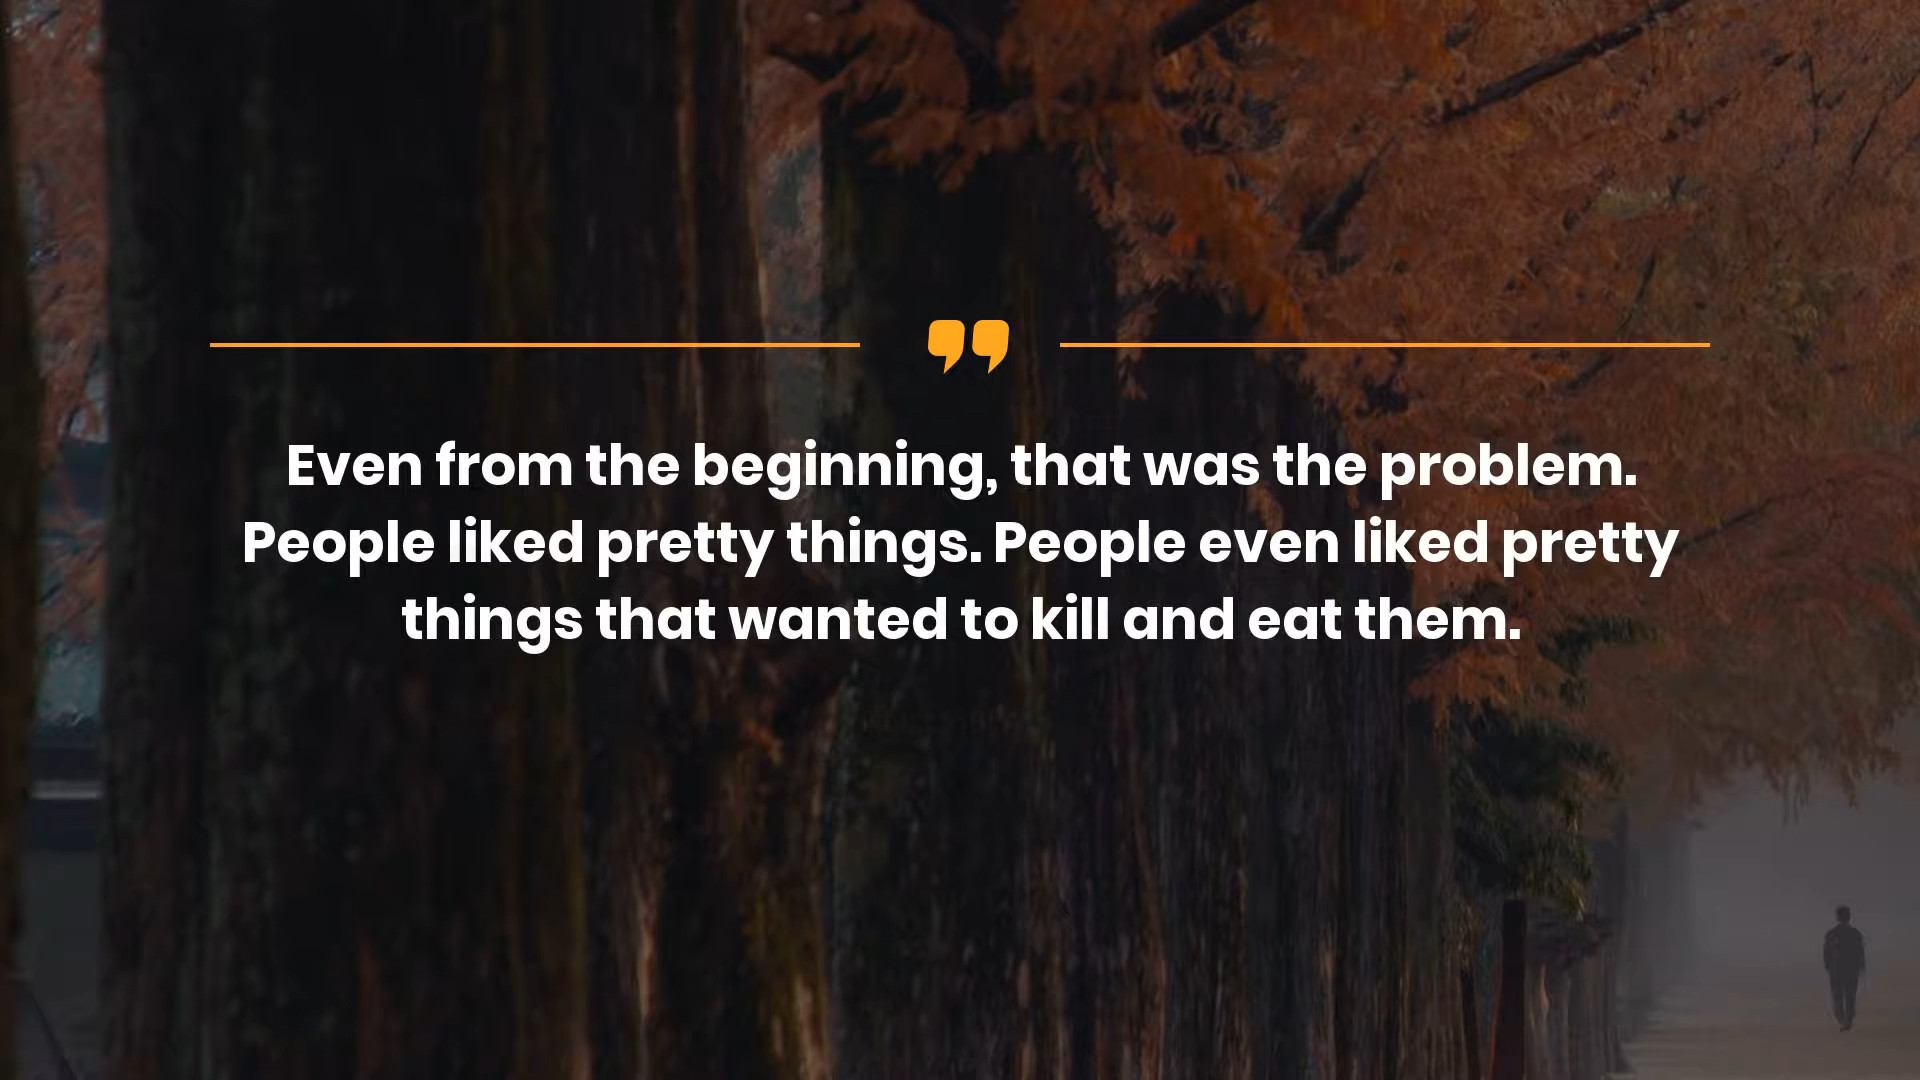 Even from the beginning, that was the problem.
People liked pretty things. People even liked pretty
things that wanted to kill and eat them.